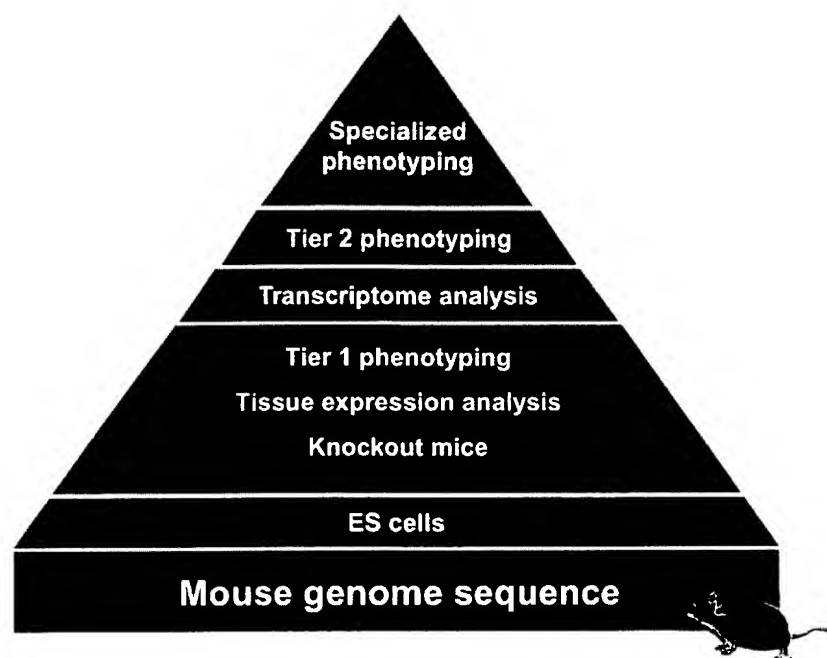 Specialized
phenotyping
Tier 2 phenotyping
Transcriptome analysis
Tier 1 phenotyping
Tissue expression analysis
Knockout mice
ES cells
Mouse genome sequence